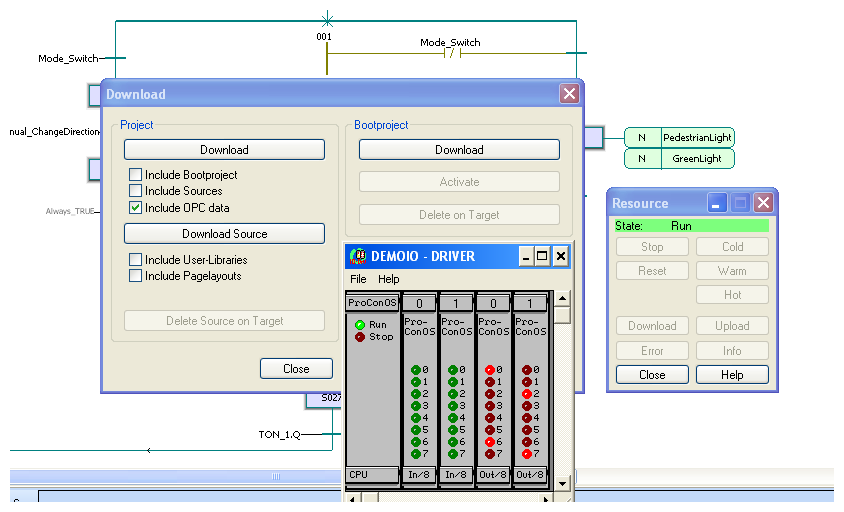 001
Mode_Switch
Mode_Switch
nual_ChangeDirection
Always_TRUE
N PedestrianLight
N GreenLight
Download
Project
Download
Include Bootproject
Include Sources
Include OPC data
Download Source
Include User-Libraries
Include Pagelayouts
Delete Source on Target
Close
Bootproject
Download
Activate
Delete on Target
Resource
State: Run
Stop Cold
Reset Warm
Hot
Download Upload
Error Info
Close Help
DEMOIO - DRIVER
File Help
ProConOS 0 1 0 1
Run
Stop
Pro-ConOS Pro-ConOS Pro-ConOS Pro-ConOS
0 0 0 0
1 1 1 1
2 2 2 2
3 3 3 3
4 4 4 4
5 5 5 5
6 6 6 6
7 7 7 7
CPU In/8 In/8 Out/8 Out/8
S027
TON_1.Q